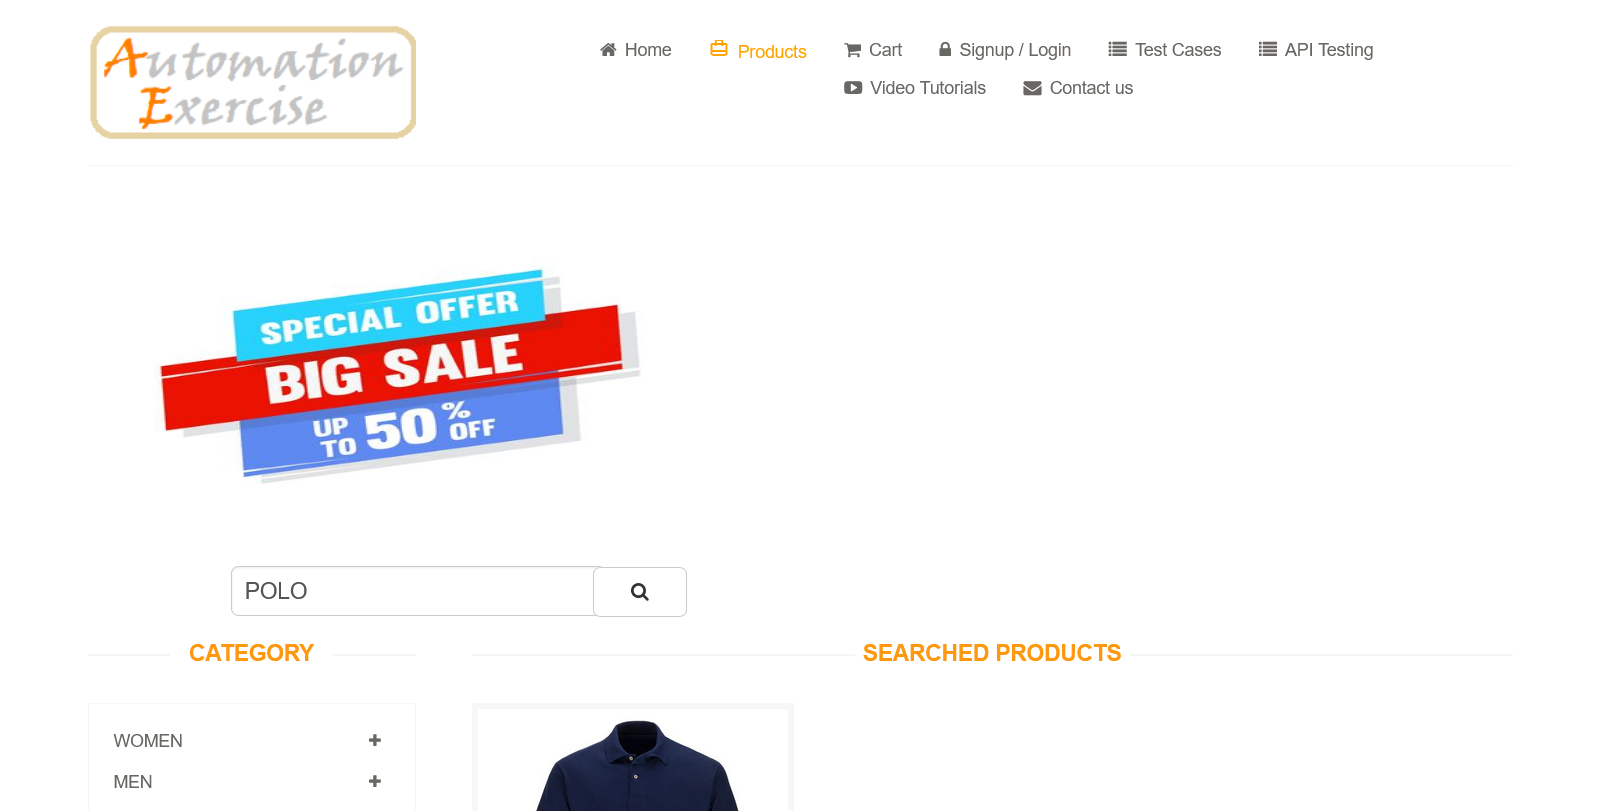 Automation
Exercise
Home Products Cart Signup / Login Test Cases API Testing
Video Tutorials Contact us
SPECIAL OFFER
BIG SALE
UP TO 50% OFF
POLO
CATEGORY
SEARCHED PRODUCTS
WOMEN
MEN